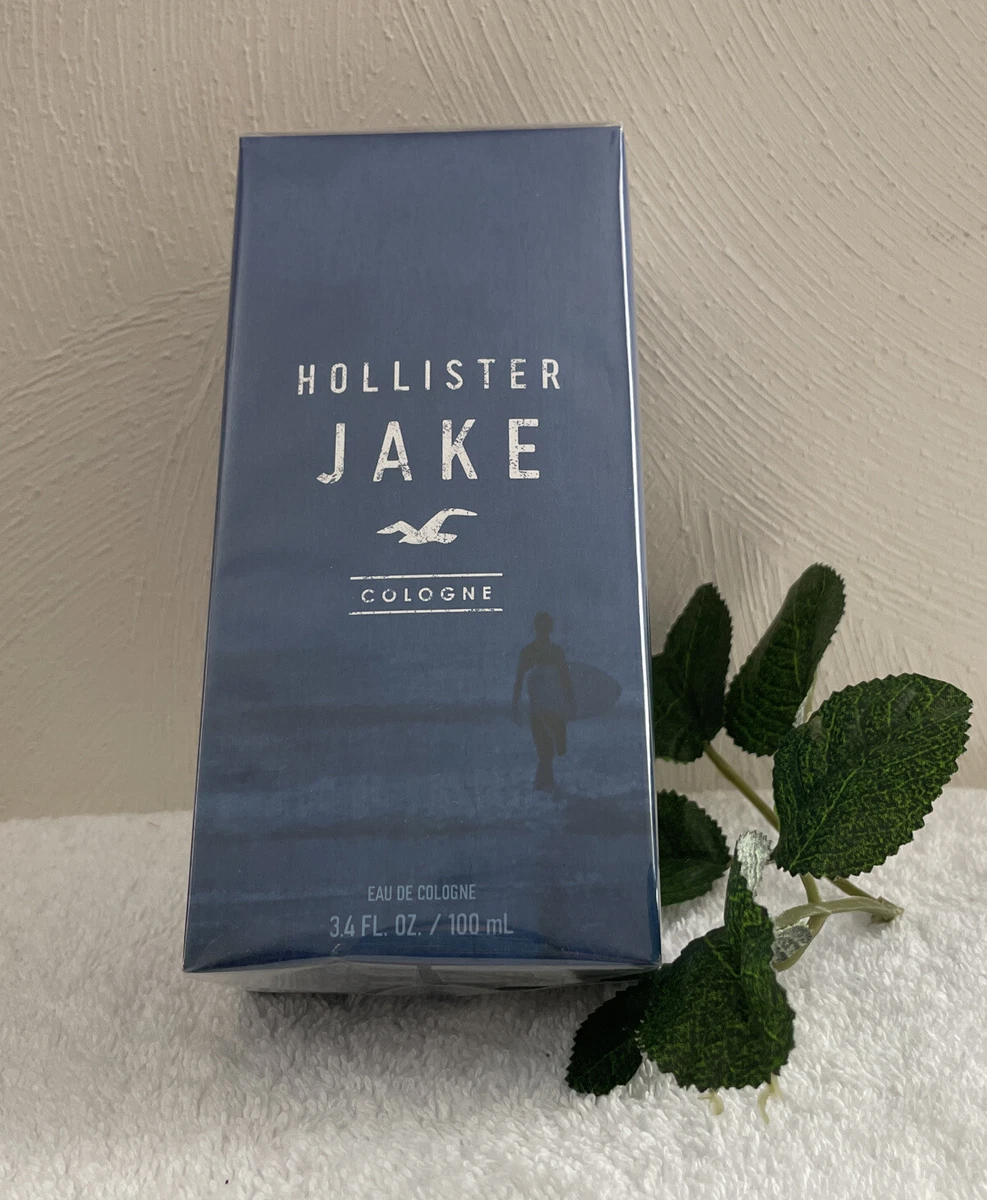 HOLLISTER
JAKE
COLOGNE
EAU DE COLOGNE
3.4 FL. OZ. / 100 mL